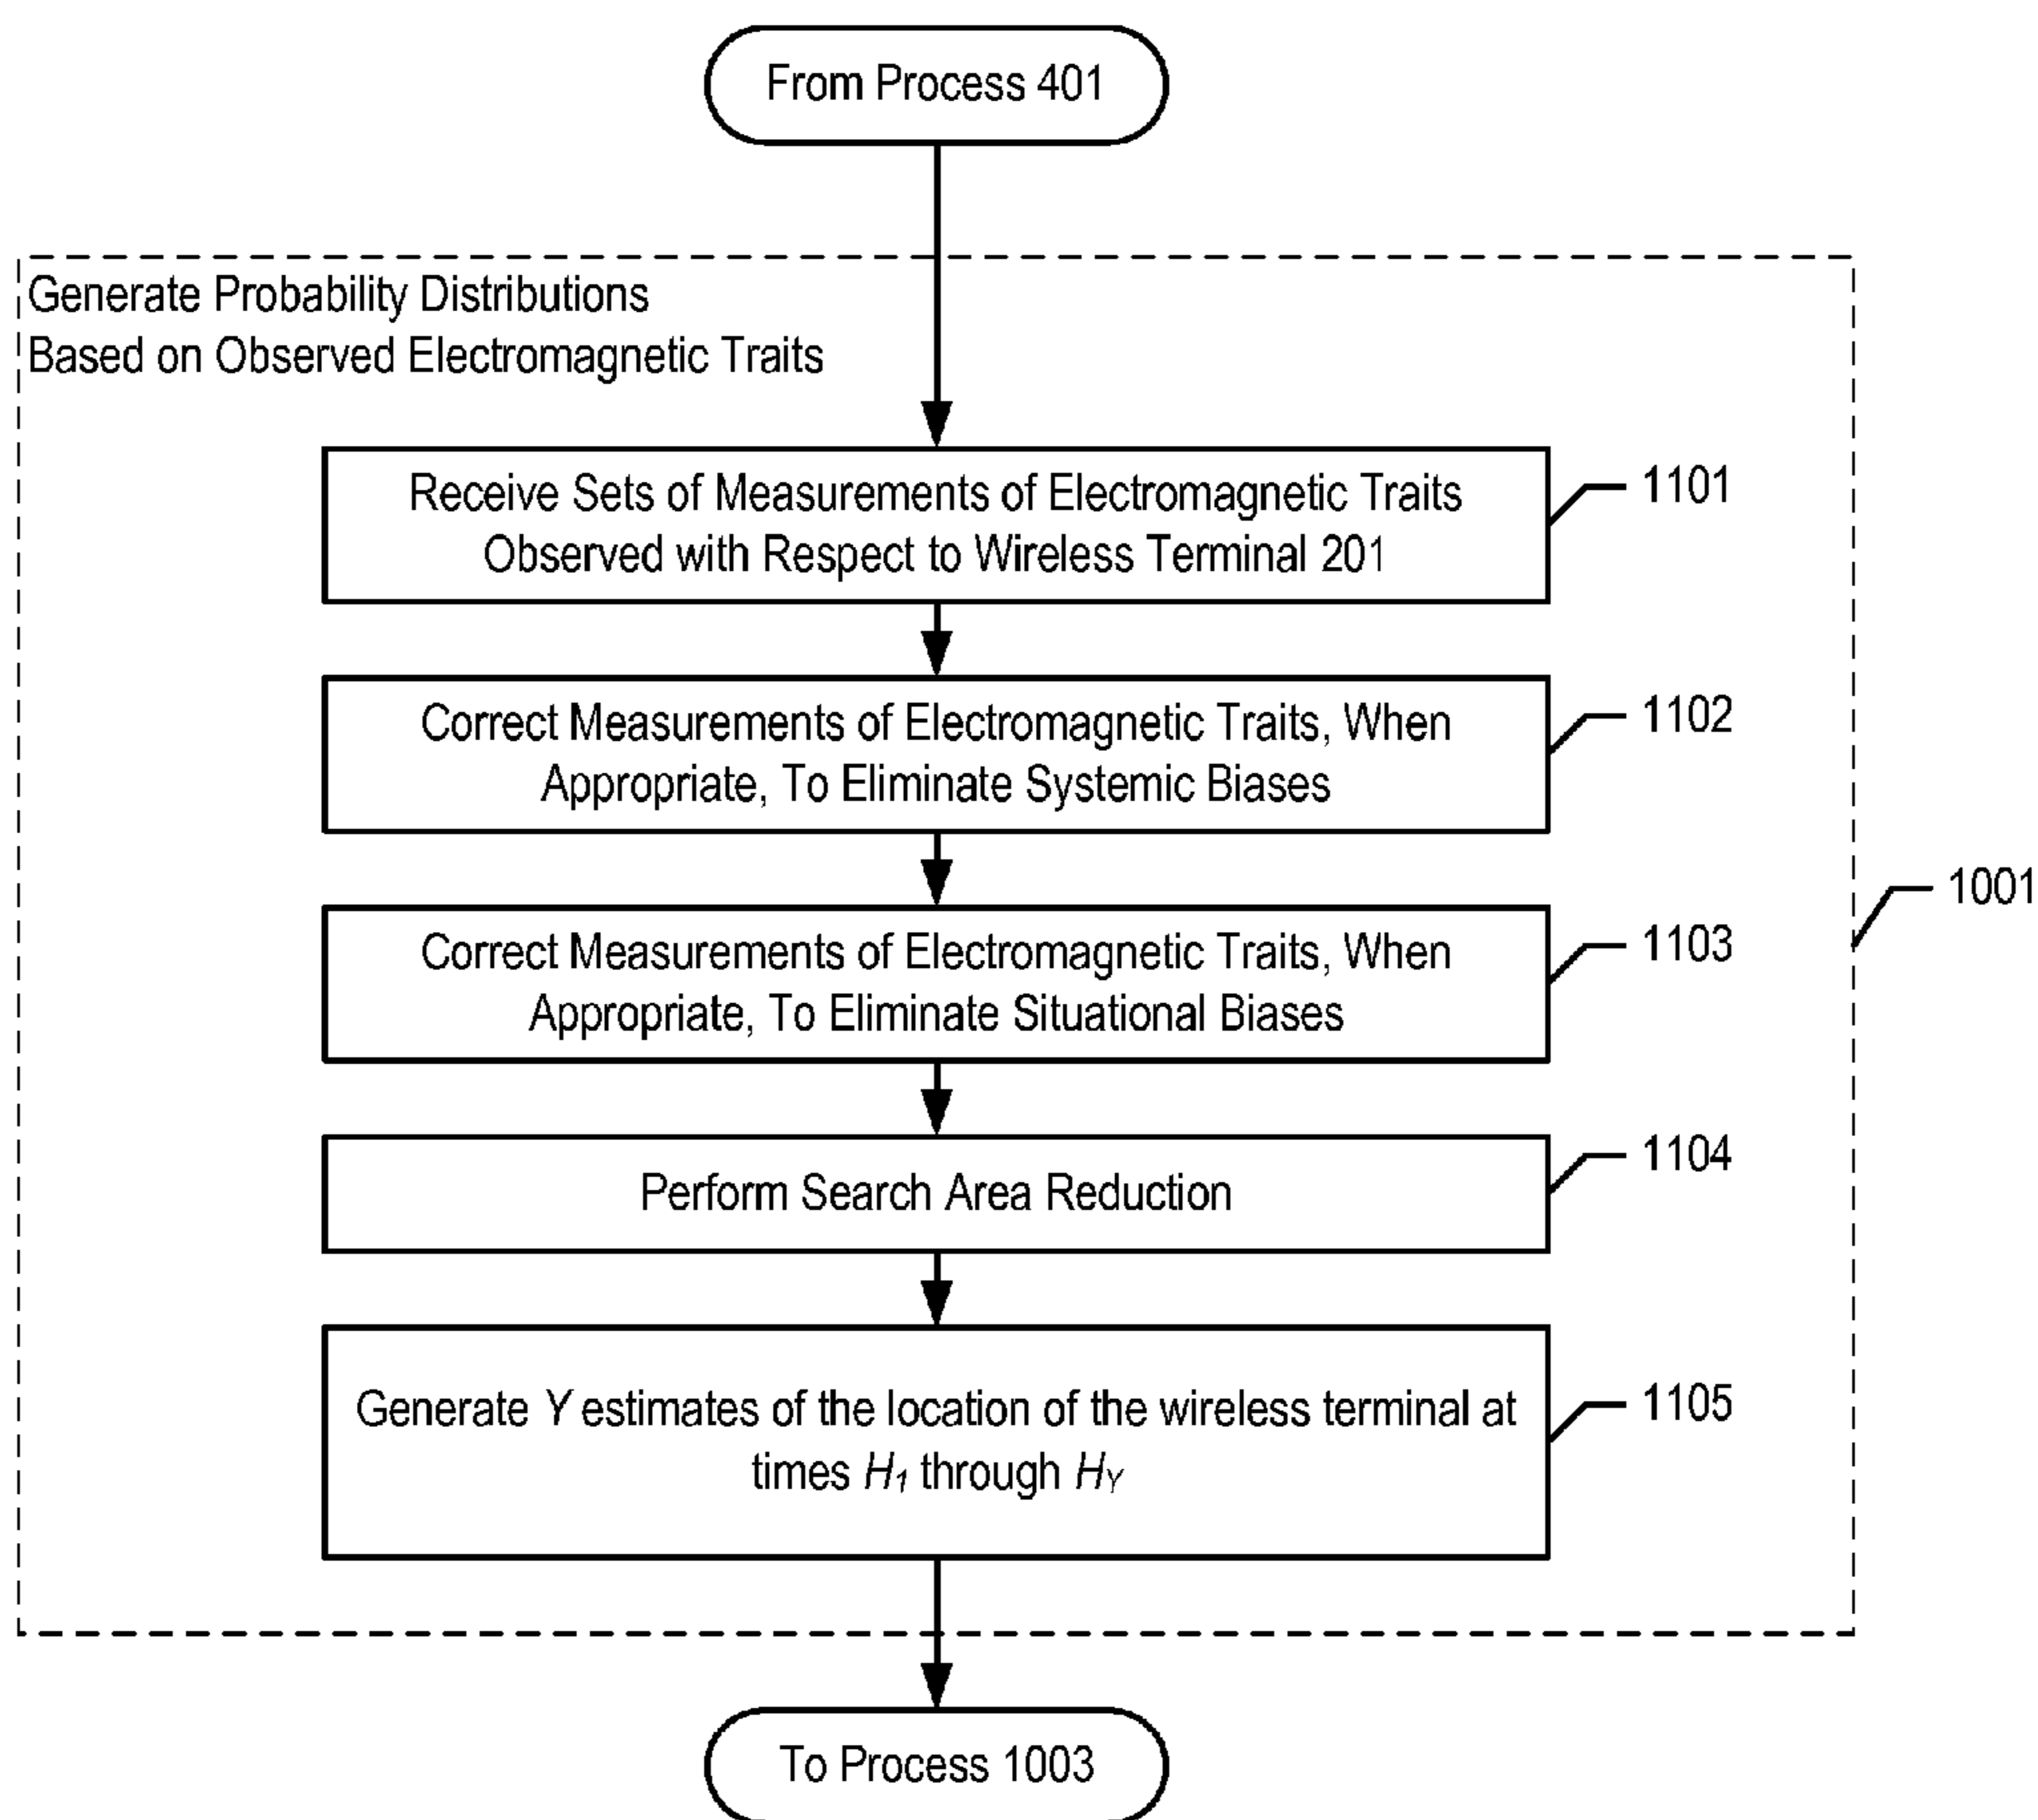 From Process 401
Generate Probability Distributions
Based on Observed Electromagnetic Traits
Receive Sets of Measurements of Electromagnetic Traits
Observed with Respect to Wireless Terminal 201
1101
Correct Measurements of Electromagnetic Traits, When
Appropriate, To Eliminate Systemic Biases
1102
Correct Measurements of Electromagnetic Traits, When
Appropriate, To Eliminate Situational Biases
1103
1001
Perform Search Area Reduction
1104
Generate Y estimates of the location of the wireless terminal at
times H1 through HY
1105
To Process 1003